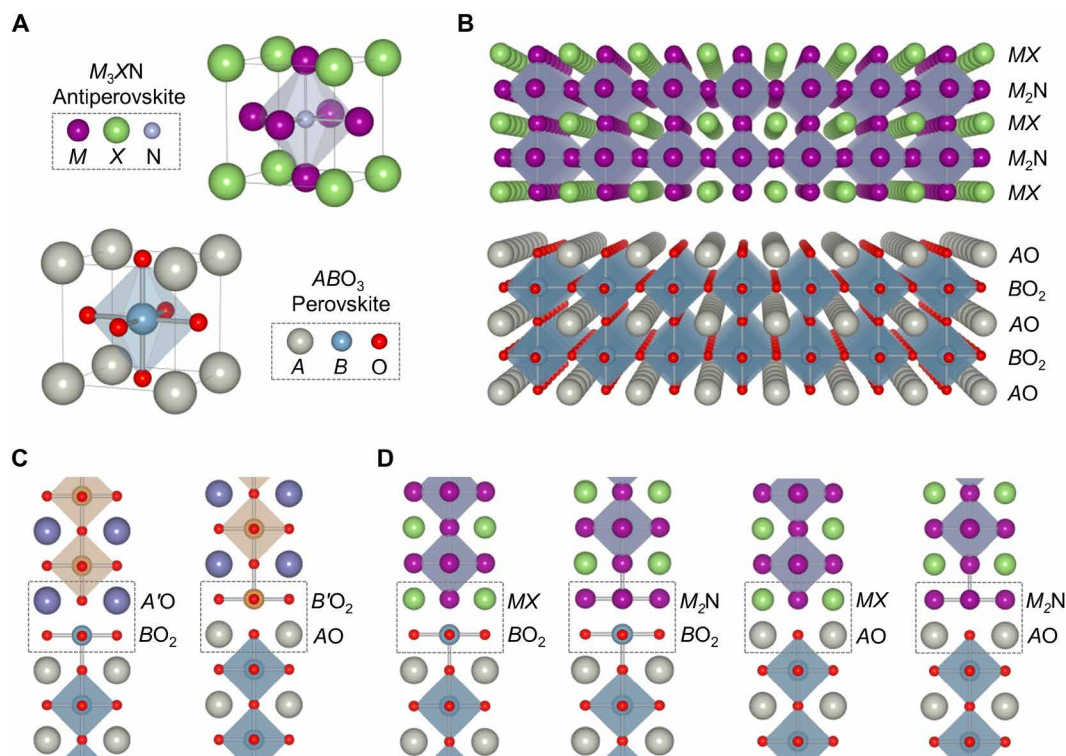 A
M₃XN
Antiperovskite
M X N
ABO₃
Perovskite
A B O
B
MX
M₂N
MX
M₂N
MX
AO
BO₂
AO
BO₂
AO
C
A′O
BO₂
B′O₂
AO
D
MX
BO₂
M₂N
BO₂
MX
AO
M₂N
AO